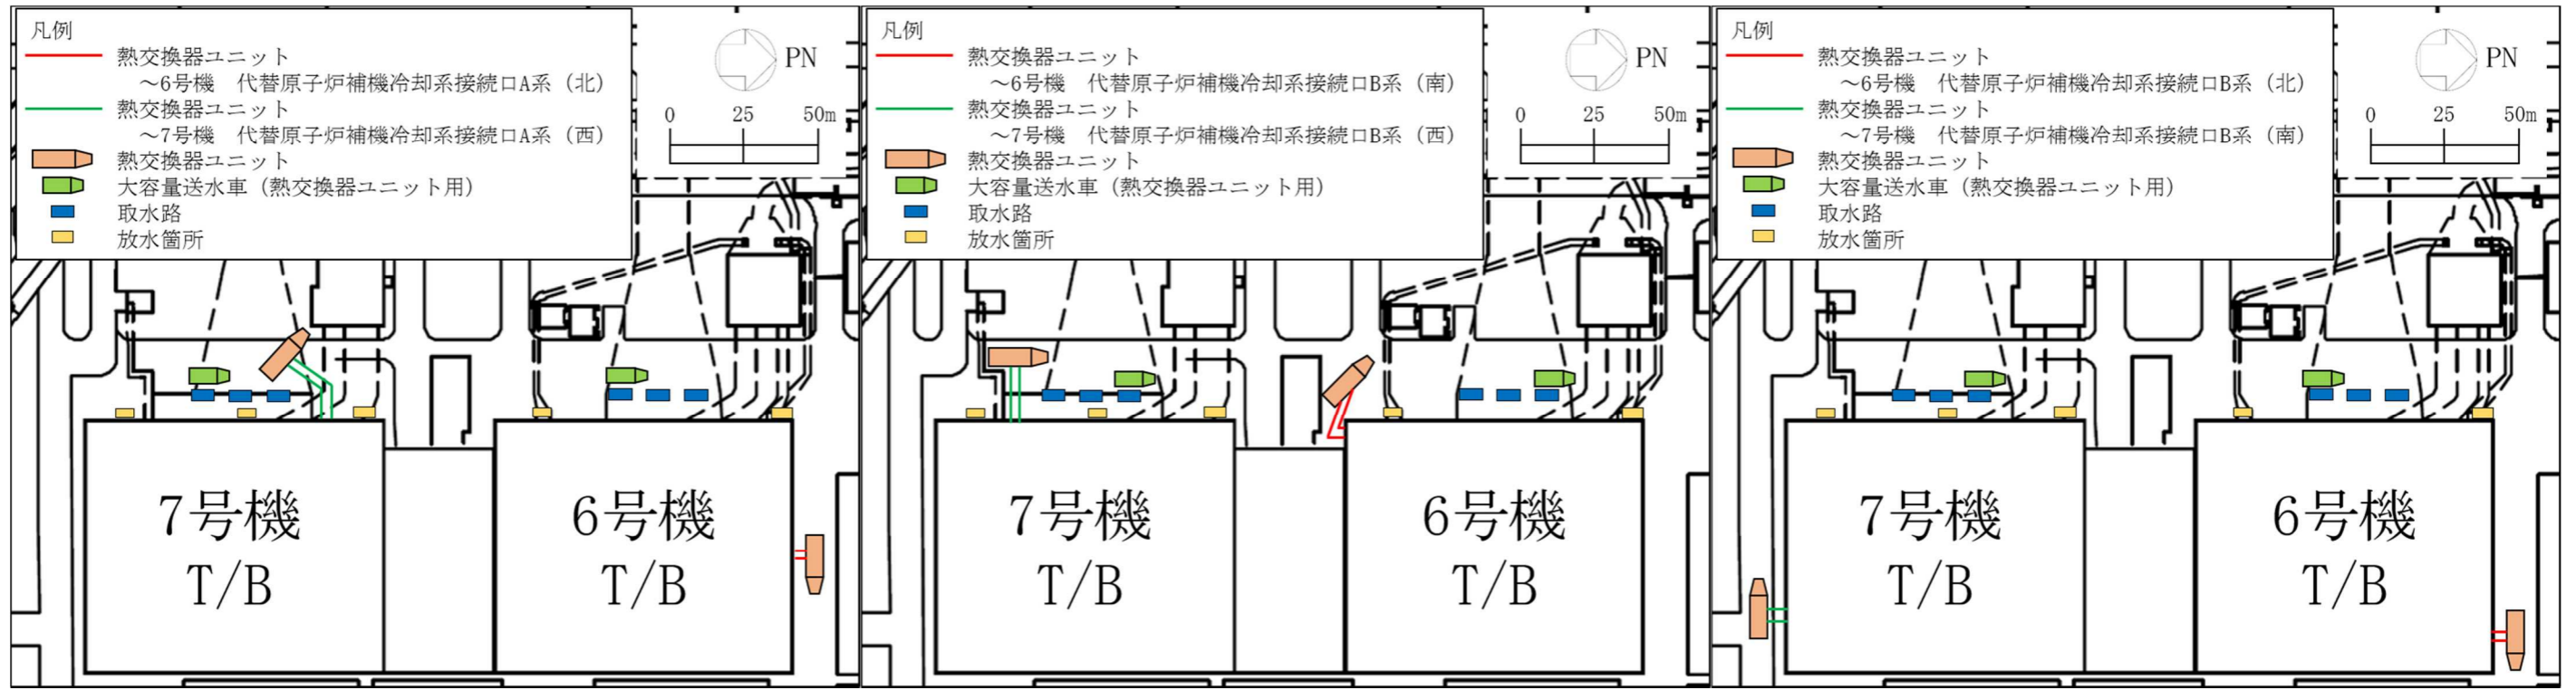 凡例
熱交換器ユニット
～6号機　代替原子炉補機冷却系接続口A系（北）
熱交換器ユニット
～7号機　代替原子炉補機冷却系接続口A系（西）
熱交換器ユニット
大容量送水車（熱交換器ユニット用）
取水路
放水箇所
PN
0 25 50m
7号機
T/B
6号機
T/B
凡例
熱交換器ユニット
～6号機　代替原子炉補機冷却系接続口B系（南）
熱交換器ユニット
～7号機　代替原子炉補機冷却系接続口B系（西）
熱交換器ユニット
大容量送水車（熱交換器ユニット用）
取水路
放水箇所
PN
0 25 50m
7号機
T/B
6号機
T/B
凡例
熱交換器ユニット
～6号機　代替原子炉補機冷却系接続口B系（北）
熱交換器ユニット
～7号機　代替原子炉補機冷却系接続口B系（南）
熱交換器ユニット
大容量送水車（熱交換器ユニット用）
取水路
放水箇所
PN
0 25 50m
7号機
T/B
6号機
T/B